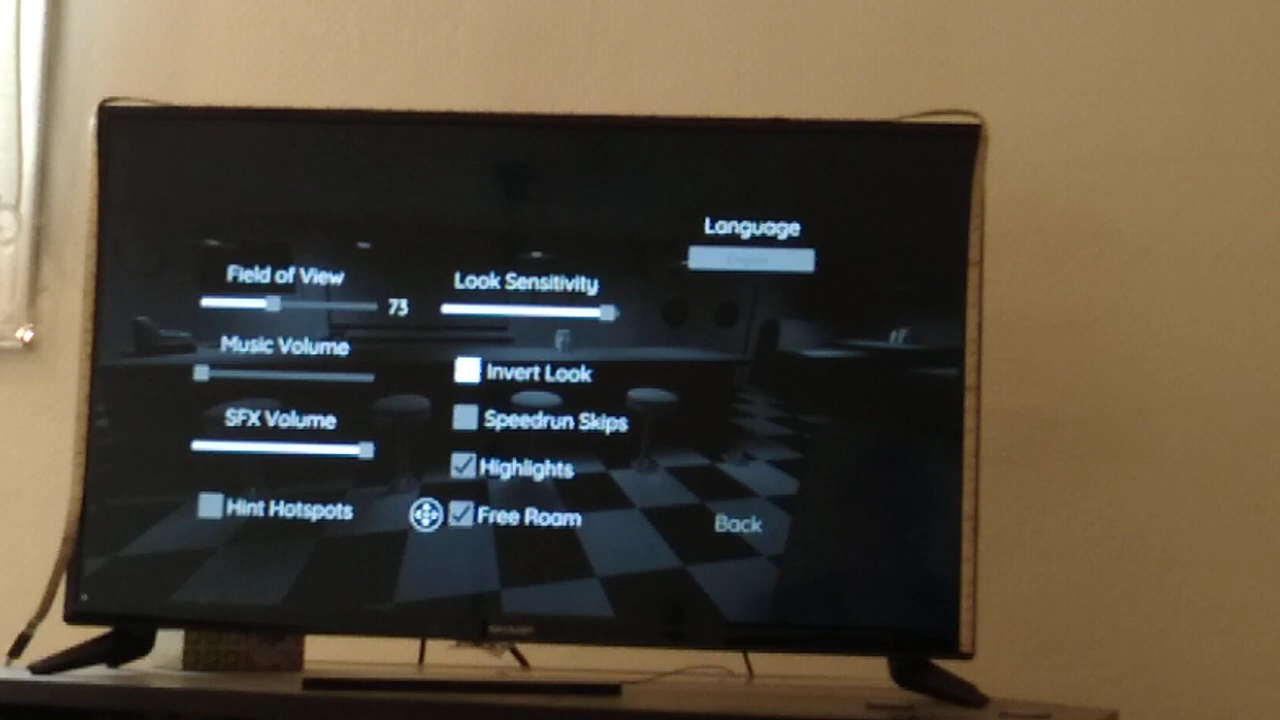 Language
English
Field of View
73
Look Sensitivity
Music Volume
Invert Look
SFX Volume
Speedrun Skips
Highlights
Hint Hotspots
Free Roam
Back